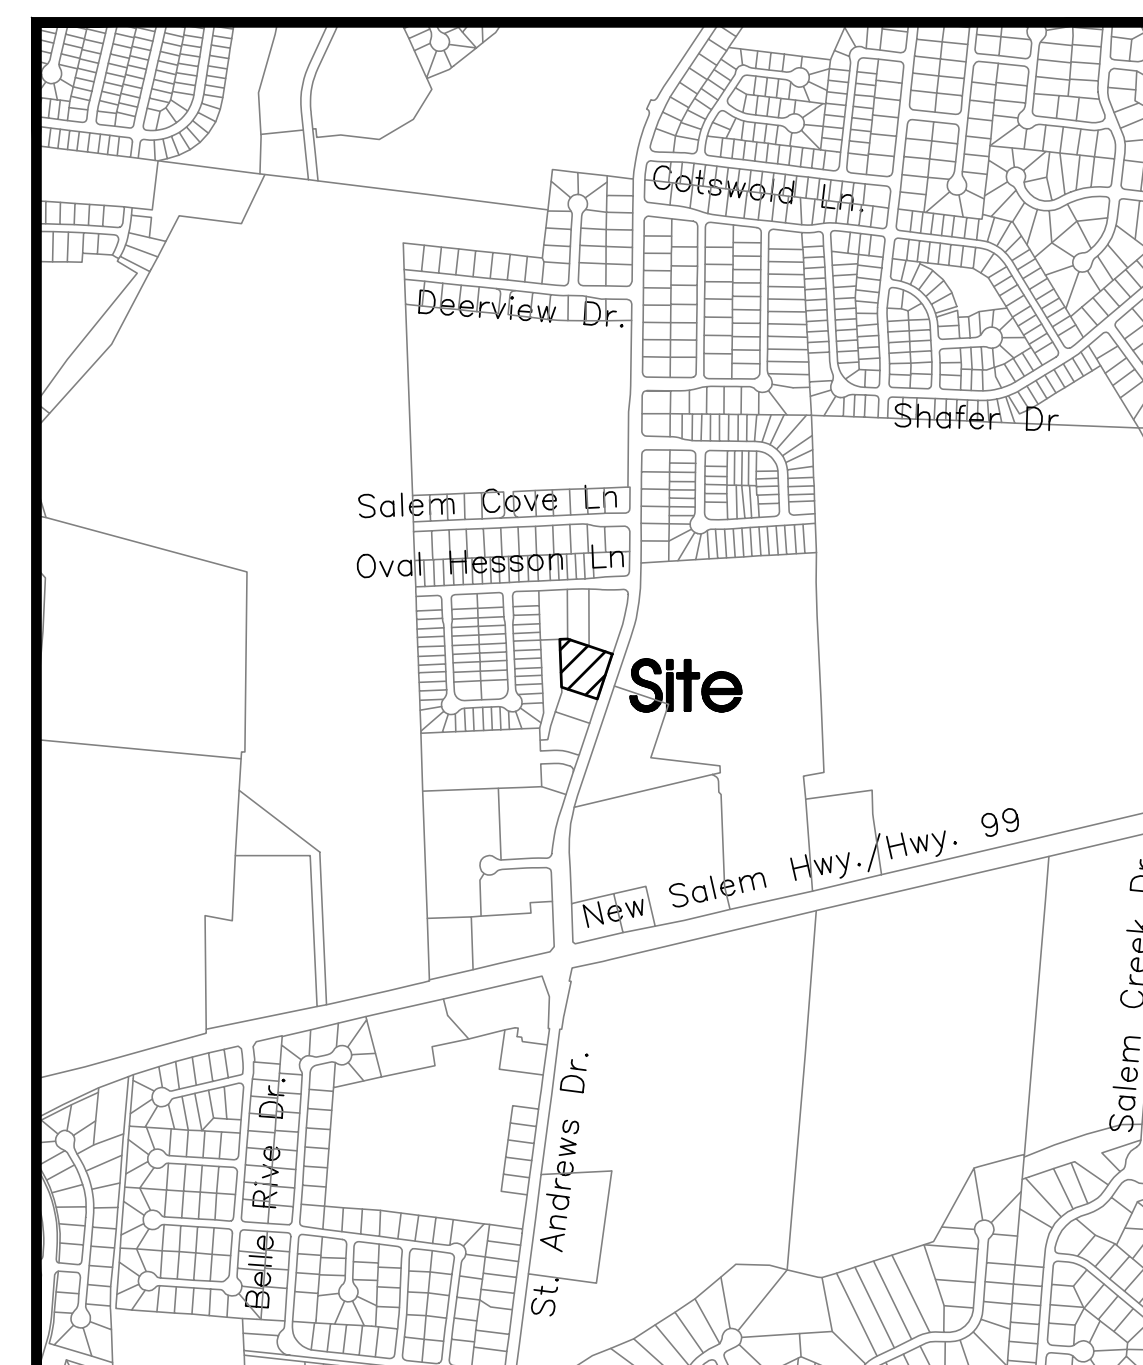 Cotswold Ln.
Deerview Dr.
Shafer Dr
Salem Cove Ln
Oval Hesson Ln
Site
New Salem Hwy./Hwy. 99
Salem Creek Dr
St. Andrews Dr.
Belle Rive Dr.